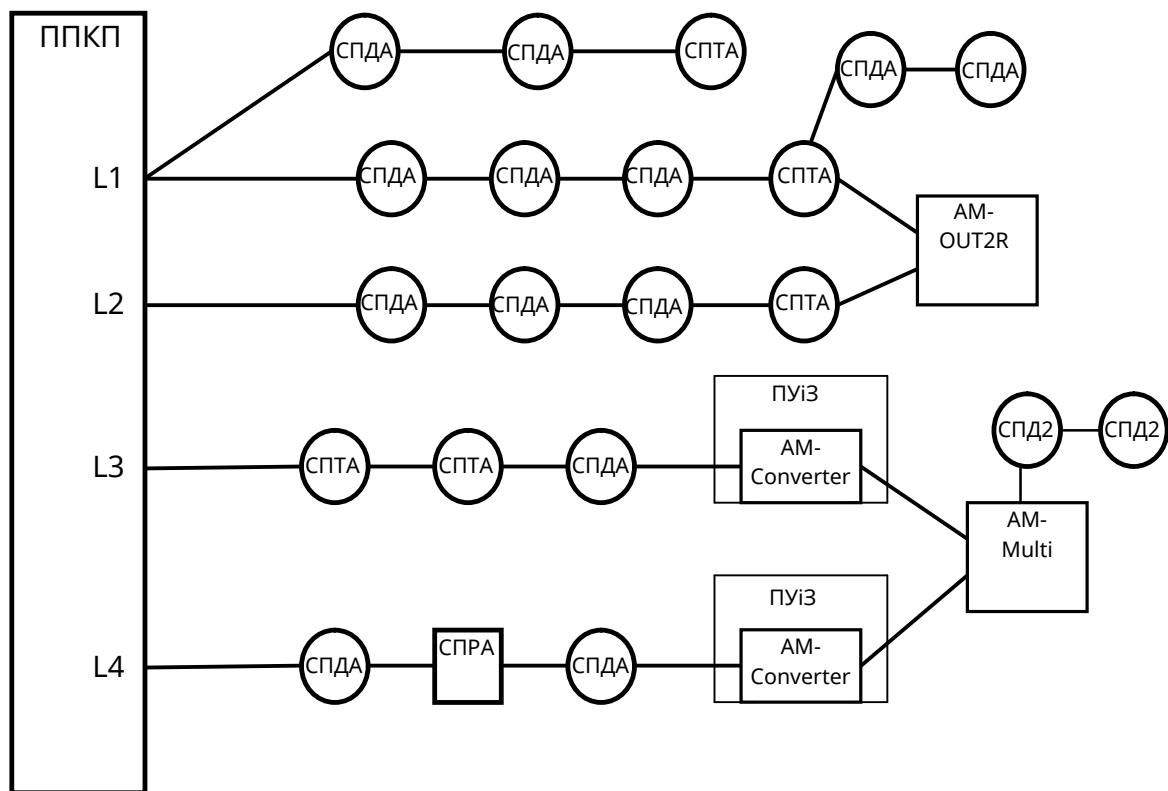 ППКП
СПДА
СПДА
СПТА
СПДА
СПДА
L1
СПДА
СПДА
СПДА
СПТА
AM-
OUT2R
L2
СПДА
СПДА
СПДА
СПТА
ПУіЗ
СПД2
СПД2
L3
СПТА
СПТА
СПДА
AM-
Converter
AM-
Multi
ПУіЗ
L4
СПДА
СПРА
СПДА
AM-
Converter